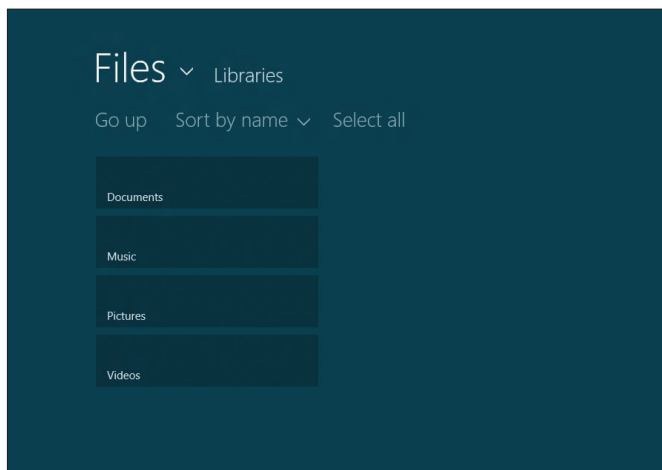 Files Libraries
Go up Sort by name Select all
Documents
Music
Pictures
Videos